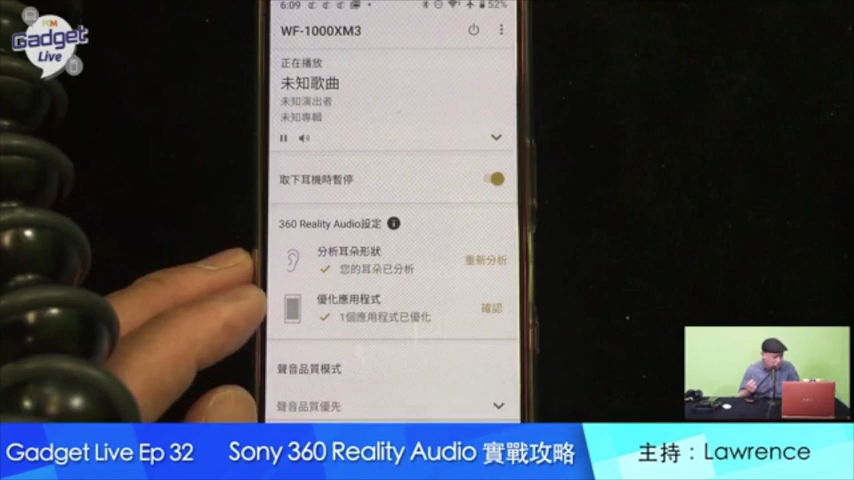 PCM
Gadget
Live
6:09
52%
WF-1000XM3
正在播放
未知歌曲
未知演出者
未知專輯
取下耳機時暫停
360 Reality Audio設定
分析耳朵形狀
您的耳朵已分析
重新分析
優化應用程式
1個應用程式已優化
確認
聲音品質模式
聲音品質優先
Gadget Live Ep 32
Sony 360 Reality Audio 實戰攻略
主持：Lawrence